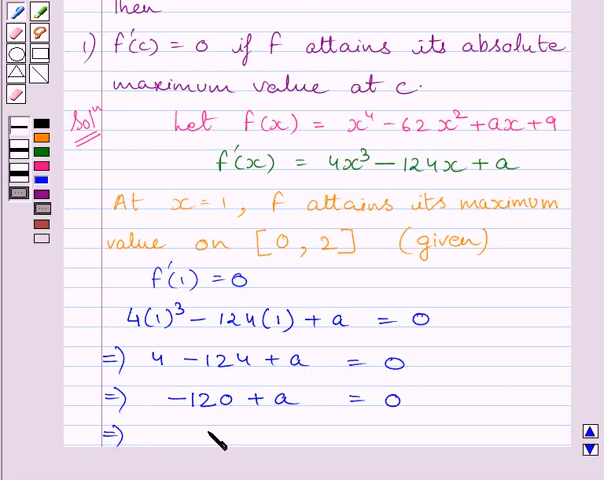 Then
1) f'(c) = 0 if f attains its absolute
maximum value at c.
Solⁿ Let f(x) = x⁴ - 62x² + ax + 9
f'(x) = 4x³ - 124x + a
At x = 1, f attains its maximum
value on [0, 2] (given)
f'(1) = 0
4(1)³ - 124(1) + a = 0
=) 4 - 124 + a = 0
=) -120 + a = 0
=)